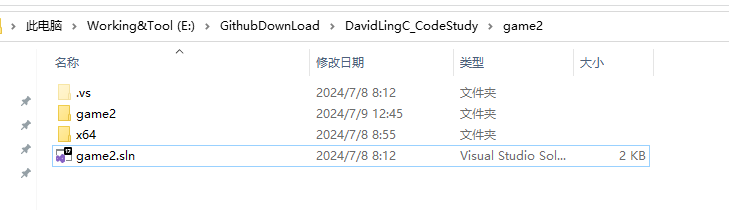 此电脑 > Working&Tool (E:) > GithubDownLoad > DavidLingC_CodeStudy > game2
名称 修改日期 类型 大小
.vs 2024/7/8 8:12 文件夹
game2 2024/7/9 12:45 文件夹
x64 2024/7/8 8:55 文件夹
game2.sln 2024/7/8 8:12 Visual Studio Sol... 2 KB